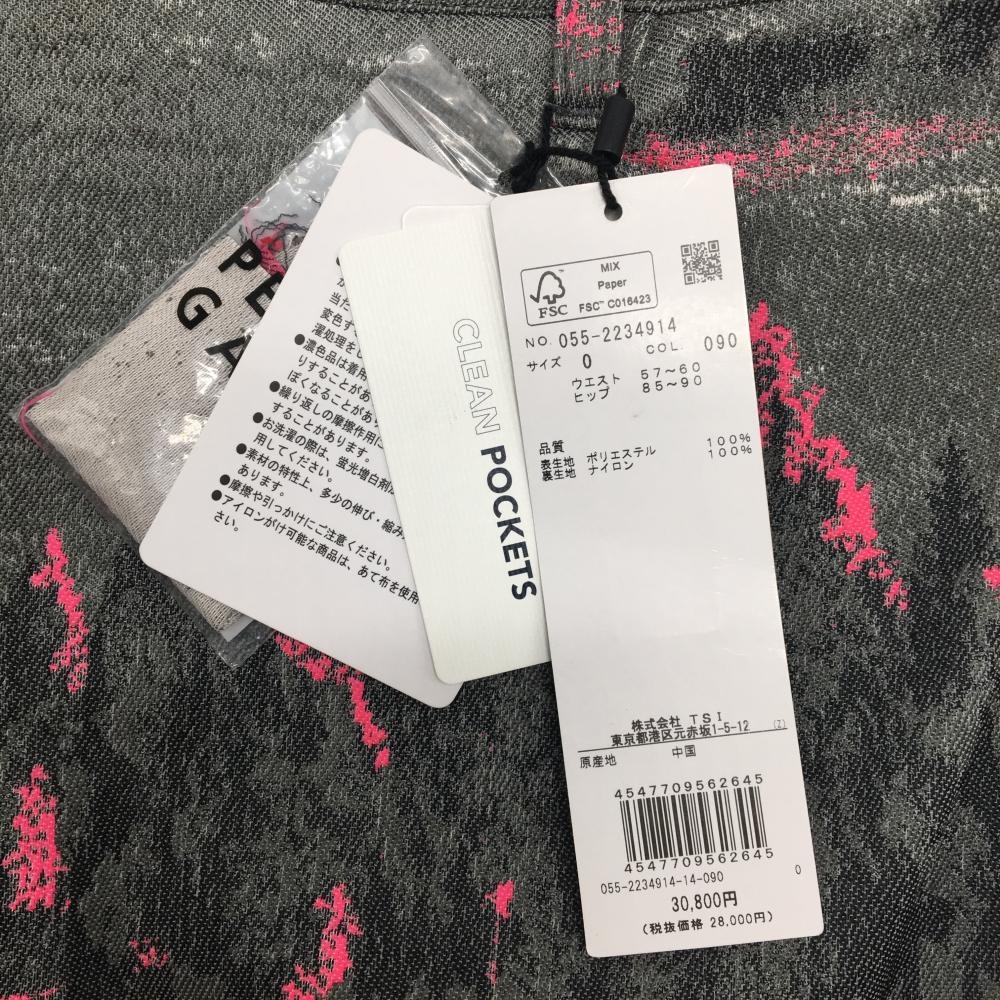 PE
GA
当た
変色す
濯処理をし
●濃色品は着用
りすることがあ
ぽくなることがあ
●繰り返しの摩擦作用に
することがあります。
●お洗濯の際は、蛍光増白剤が
用してください。
●素材の特性上、多少の伸び・縮み
あります。
●摩擦や引っかけにご注意ください。
●アイロンがけ可能な商品は、あて布を使用
さい。
CLEAN POCKETS
FSC
MIX
Paper
FSC™ C016423
NO. 055-2234914
サイズ 0 COL. 090
ウエスト 57~60
ヒップ 85~90
品質
表生地 ポリエステル 100%
裏生地 ナイロン 100%
株式会社 TSI
東京都港区元赤坂1-5-12 (Z)
原産地 中国
4547709562645
4547709562645
055-2234914-14-090 0
30,800円
(税抜価格 28,000円)